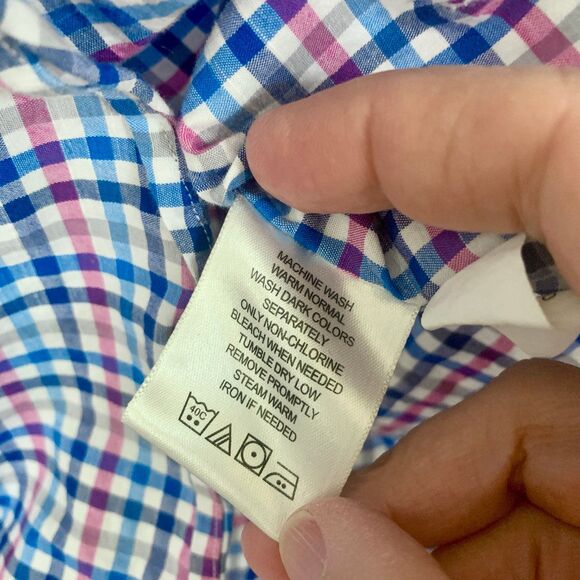 MACHINE WASH
WARM NORMAL
WASH DARK COLORS
SEPARATELY
ONLY NON-CHLORINE
BLEACH WHEN NEEDED
TUMBLE DRY LOW
REMOVE PROMPTLY
STEAM WARM
IRON IF NEEDED
40C